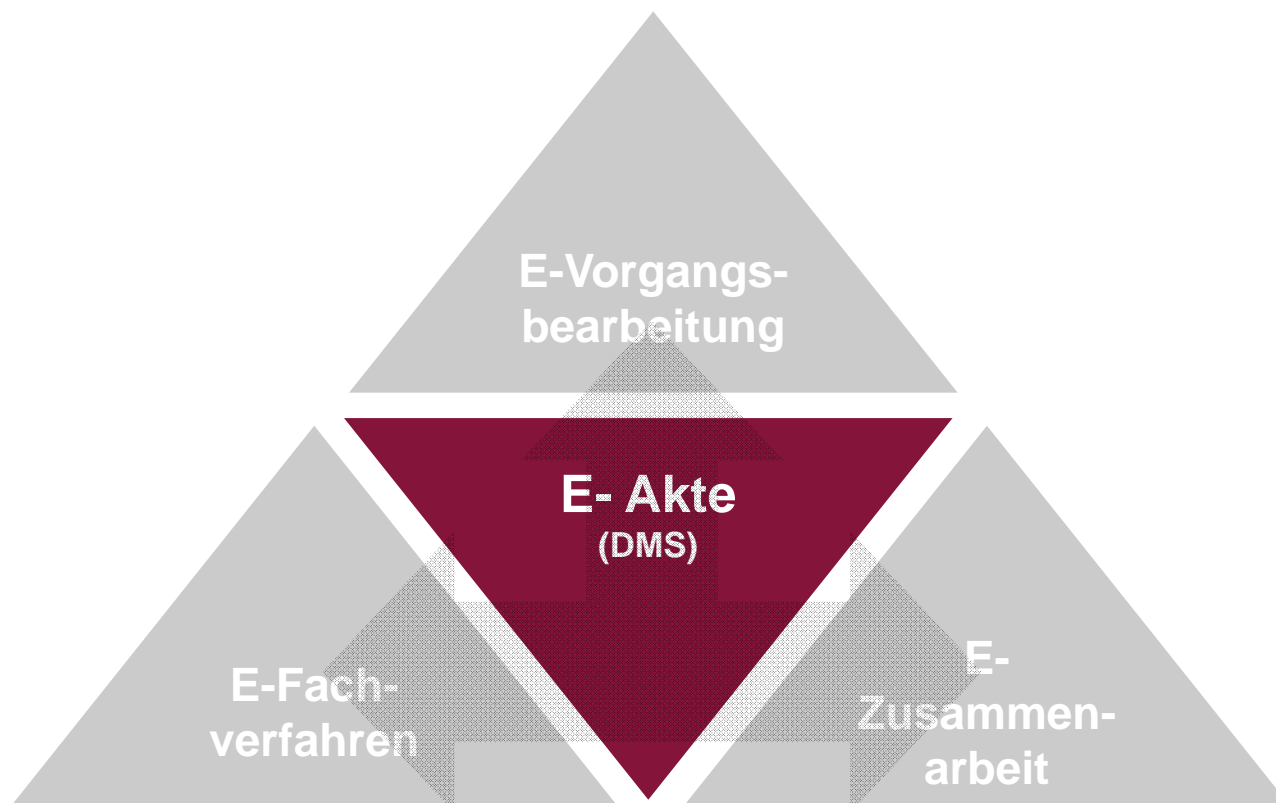 E-Vorgangs-
bearbeitung
E- Akte
(DMS)
E-Fach-
verfahren
E-
Zusammen-
arbeit